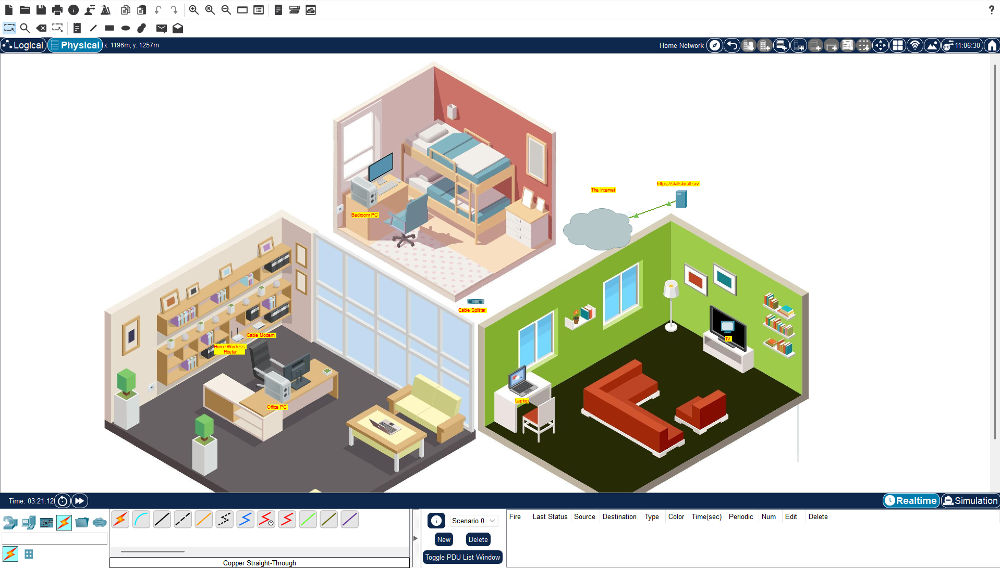 ?
Logical
Physical
x: 1196m, y: 1257m
Home Network
11:06:30
https://skillsforall.srv
The Internet
Bedroom PC
Cable Splitter
Cable Modem
Home Wireless
Router
TV
Laptop
Office PC
Time: 03:21:12
Realtime
Simulation
Scenario 0
New
Delete
Toggle PDU List Window
Fire Last Status Source Destination Type Color Time(sec) Periodic Num Edit Delete
Copper Straight-Through